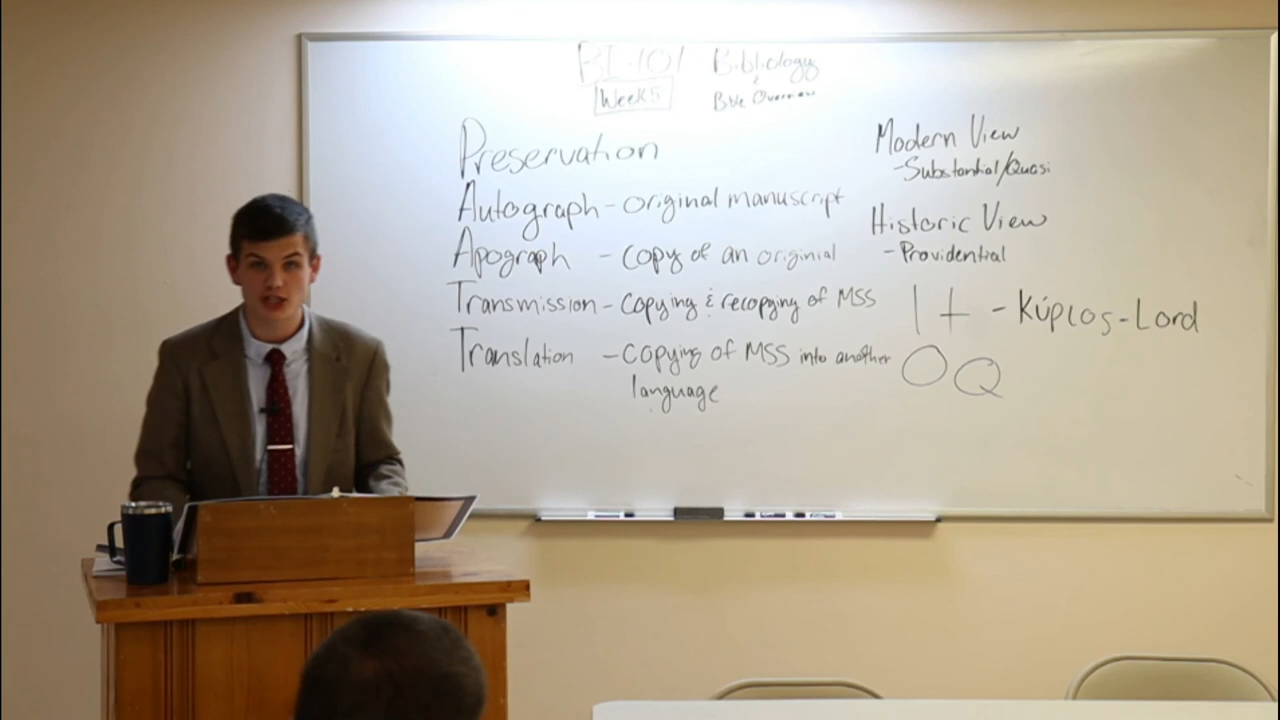 BI-101 Bibliology
Week 5 & Bible Overview
Preservation
Autograph - original manuscript
Apograph - copy of an originial
Transmission - copying & recopying of MSS
Translation - copying of MSS into another
language
Modern View
- Substantial/Quasi
Historic View
- Providential
l t - Κύριος - Lord
O Q